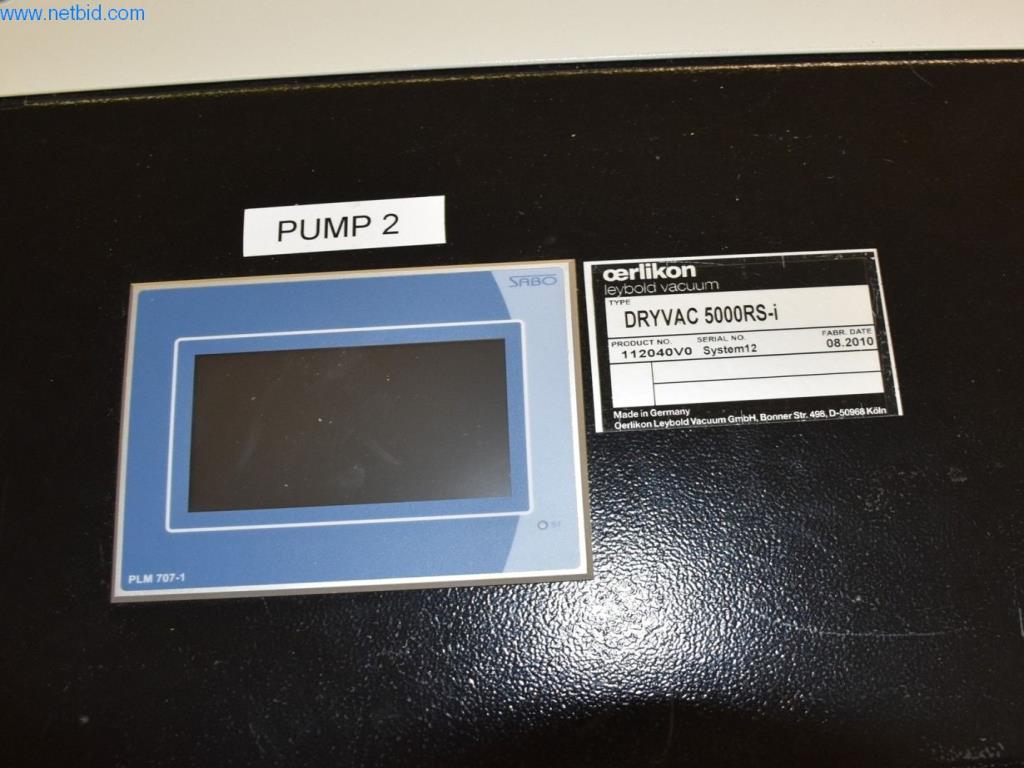 www.netbid.com
PUMP 2
SABO
PLM 707-1
œrlikon
leybold vacuum
TYPE
DRYVAC 5000RS-i
PRODUCT NO. SERIAL NO. FABR. DATE
112040V0 System12 08.2010
Made in Germany
Oerlikon Leybold Vacuum GmbH, Bonner Str. 498, D-50968 Köln